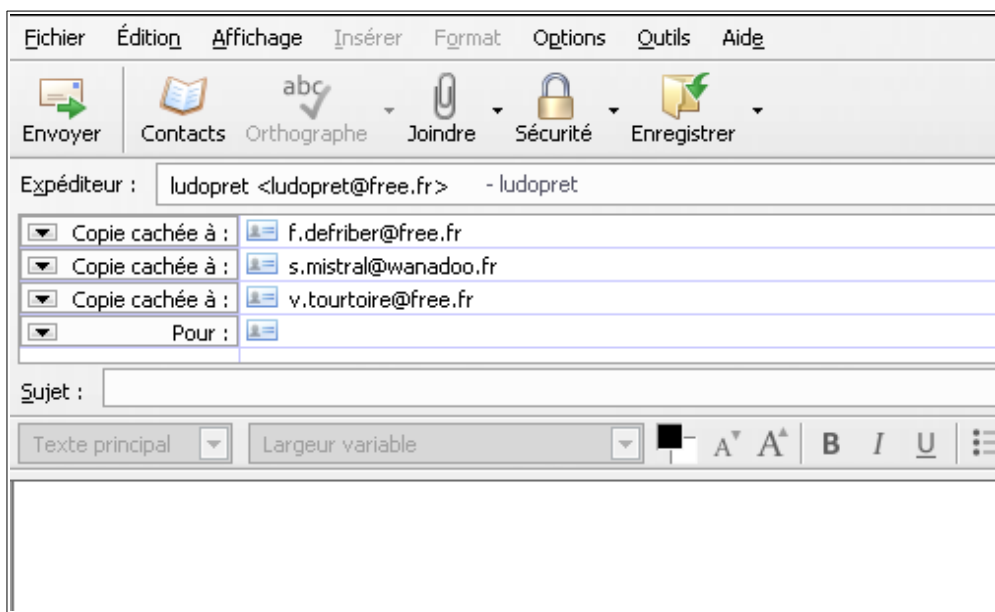 Fichier Édition Affichage Insérer Format Options Outils Aide
abc
Envoyer Contacts Orthographe Joindre Sécurité Enregistrer
Expéditeur : ludopret <ludopret@free.fr> - ludopret
Copie cachée à : f.defriber@free.fr
Copie cachée à : s.mistral@wanadoo.fr
Copie cachée à : v.tourtoire@free.fr
Pour :
Sujet :
Texte principal Largeur variable A A B I U